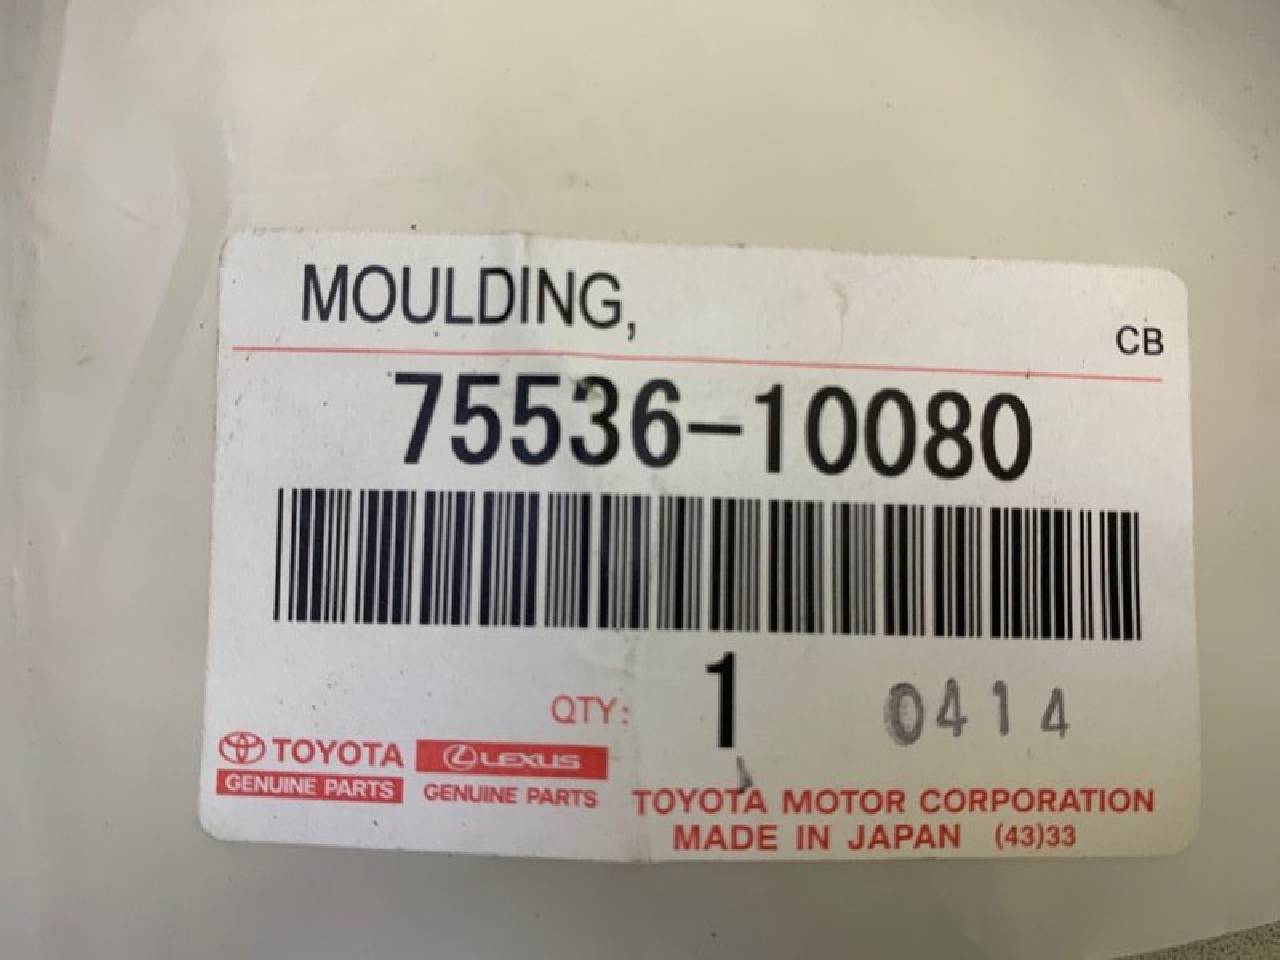 MOULDING,
CB
75536-10080
QTY: 1 0414
TOYOTA LEXUS
GENUINE PARTS GENUINE PARTS
TOYOTA MOTOR CORPORATION
MADE IN JAPAN (43)33